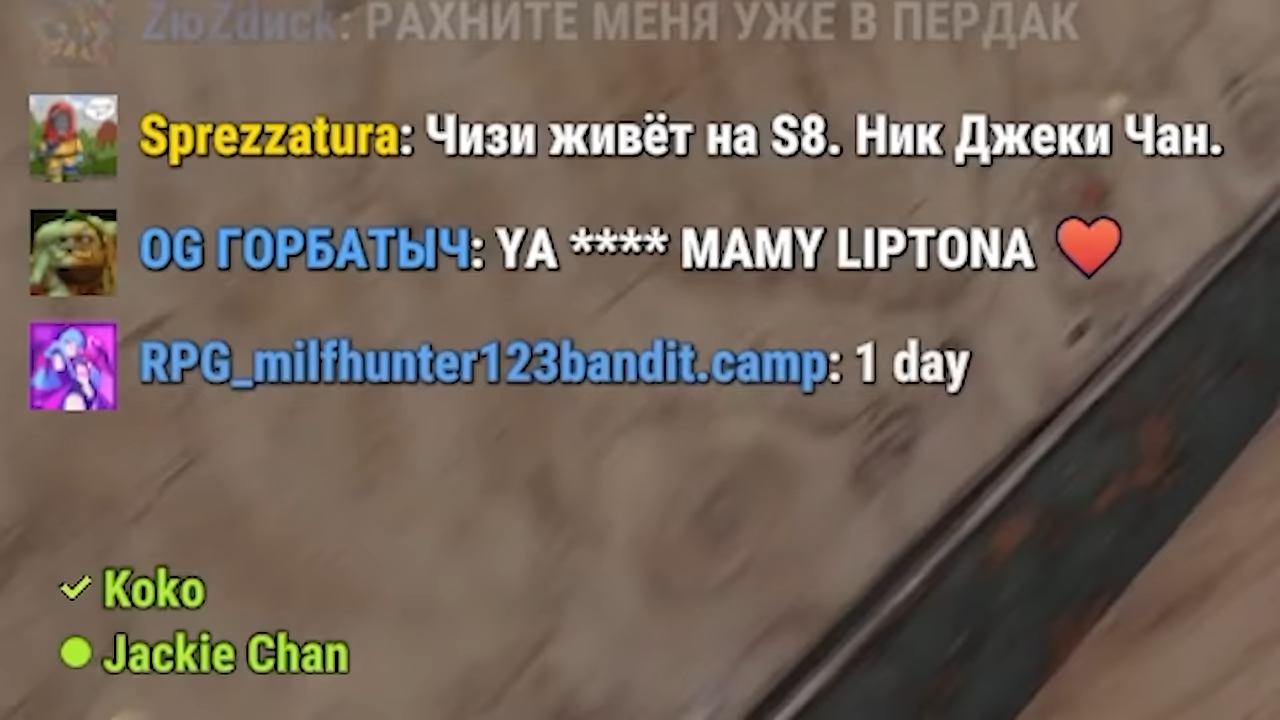 ZioZdиck: РАХНИТЕ МЕНЯ УЖЕ В ПЕРДАК
Sprezzatura: Чизи живёт на S8. Ник Джеки Чан.
OG ГОРБАТЫЧ: YA **** MAMY LIPTONA ❤️
RPG_milfhunter123bandit.camp: 1 day
Koko
Jackie Chan